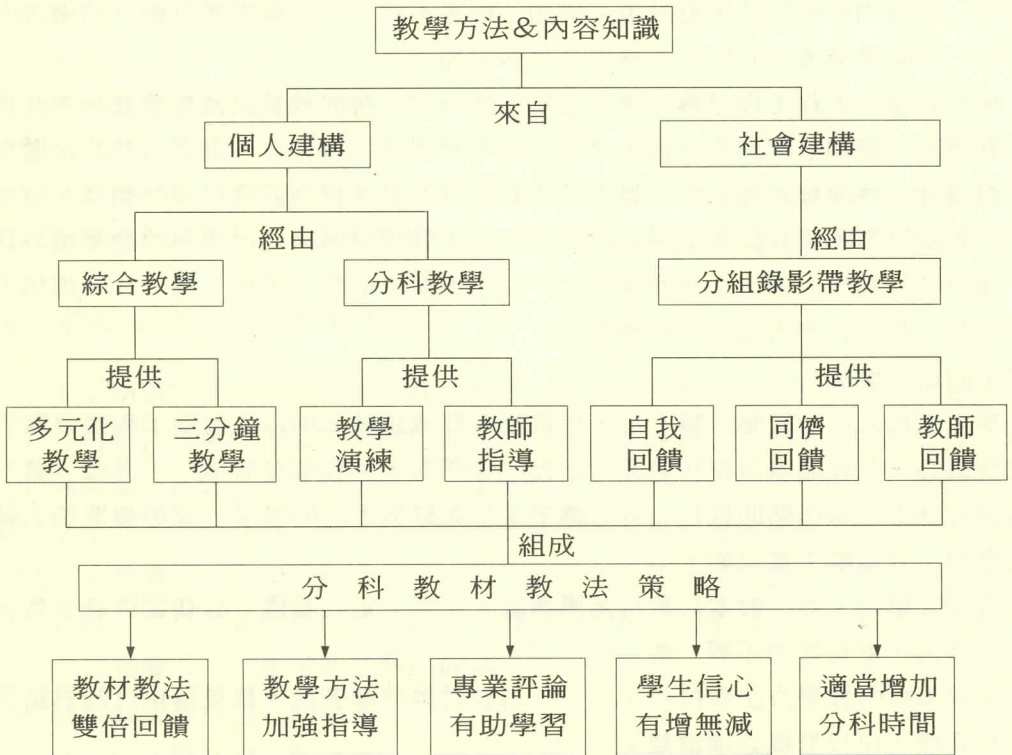 教學方法&內容知識
來自
個人建構
社會建構
經由
經由
綜合教學
分科教學
分組錄影帶教學
提供
提供
提供
多元化
教學
三分鐘
教學
教學
演練
教師
指導
自我
回饋
同儕
回饋
教師
回饋
組成
分科教材教法策略
教材教法
雙倍回饋
教學方法
加強指導
專業評論
有助學習
學生信心
有增無減
適當增加
分科時間